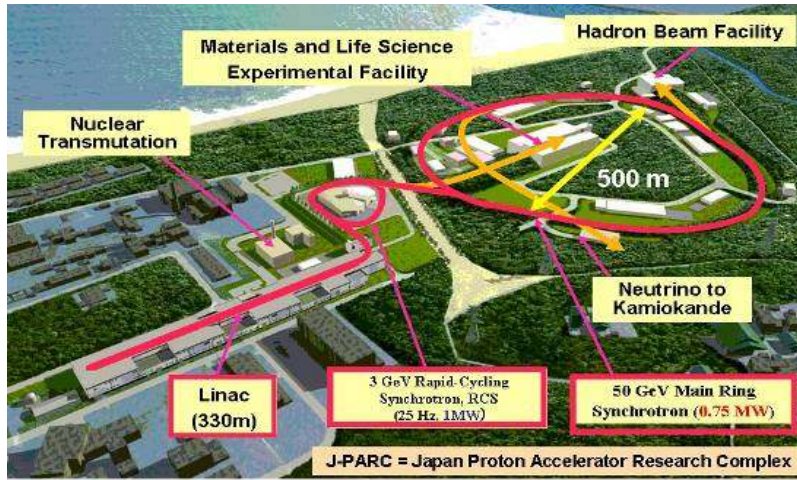 Hadron Beam Facility
Materials and Life Science
Experimental Facility
Nuclear
Transmutation
500 m
Neutrino to
Kamiokande
Linac
(330m)
3 GeV Rapid-Cycling
Synchrotron, RCS
(25 Hz, 1MW)
50 GeV Main Ring
Synchrotron (0.75 MW)
J-PARC = Japan Proton Accelerator Research Complex